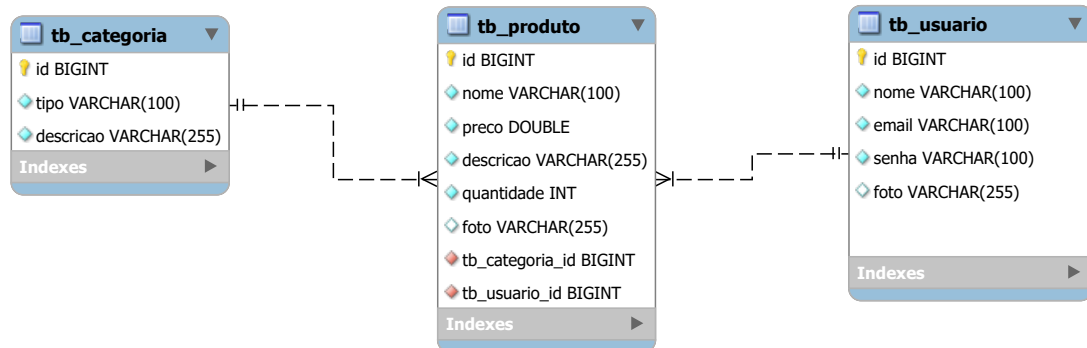 tb_categoria
id BIGINT
tipo VARCHAR(100)
descricao VARCHAR(255)
Indexes
tb_produto
id BIGINT
nome VARCHAR(100)
preco DOUBLE
descricao VARCHAR(255)
quantidade INT
foto VARCHAR(255)
tb_categoria_id BIGINT
tb_usuario_id BIGINT
Indexes
tb_usuario
id BIGINT
nome VARCHAR(100)
email VARCHAR(100)
senha VARCHAR(100)
foto VARCHAR(255)
Indexes